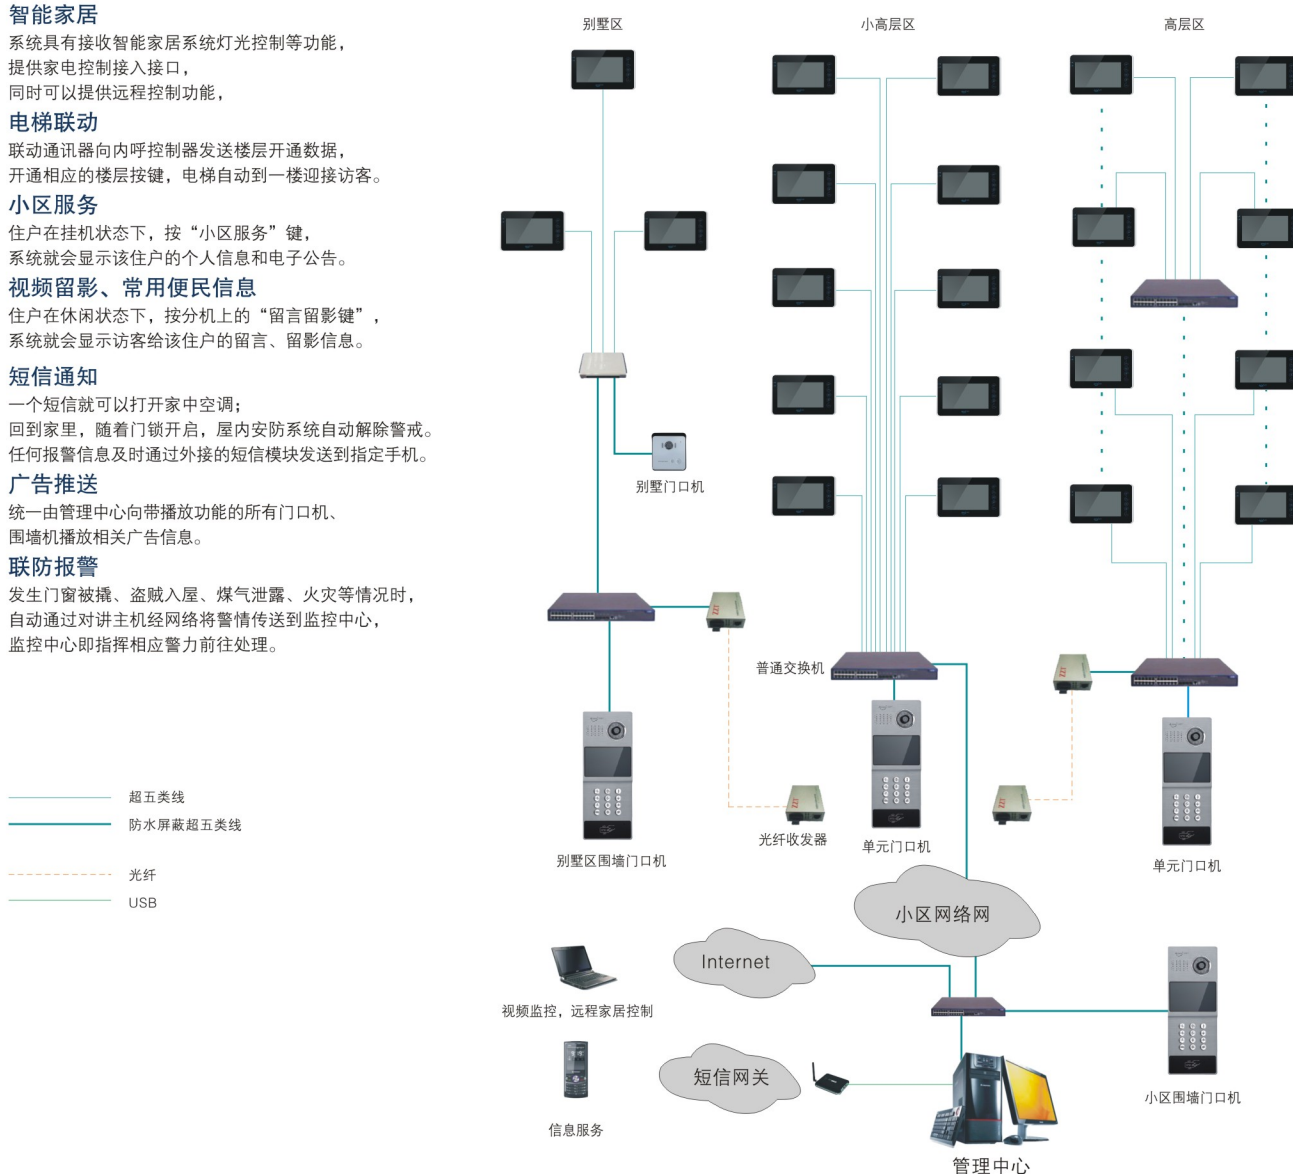 智能家居
系统具有接收智能家居系统灯光控制等功能，
提供家电控制接入接口，
同时可以提供远程控制功能，
电梯联动
联动通讯器向内呼控制器发送楼层开通数据，
开通相应的楼层按键，电梯自动到一楼迎接访客。
小区服务
住户在挂机状态下，按“小区服务”键，
系统就会显示该住户的个人信息和电子公告。
视频留影、常用便民信息
住户在休闲状态下，按分机上的“留言留影键”，
系统就会显示访客给该住户的留言、留影信息。
短信通知
一个短信就可以打开家中空调；
回到家里，随着门锁开启，屋内安防系统自动解除警戒。
任何报警信息及时通过外接的短信模块发送到指定手机。
广告推送
统一由管理中心向带播放功能的所有门口机、
围墙机播放相关广告信息。
联防报警
发生门窗被撬、盗贼入屋、煤气泄露、火灾等情况时，
自动通过对讲主机经网络将警情传送到监控中心，
监控中心即指挥相应警力前往处理。
超五类线
防水屏蔽超五类线
光纤
USB
别墅区
小高层区
高层区
别墅门口机
ZZT
普通交换机
ZZT
ZZT
ZZT
光纤收发器
别墅区围墙门口机
单元门口机
单元门口机
小区网络网
Internet
视频监控，远程家居控制
短信网关
信息服务
小区围墙门口机
管理中心